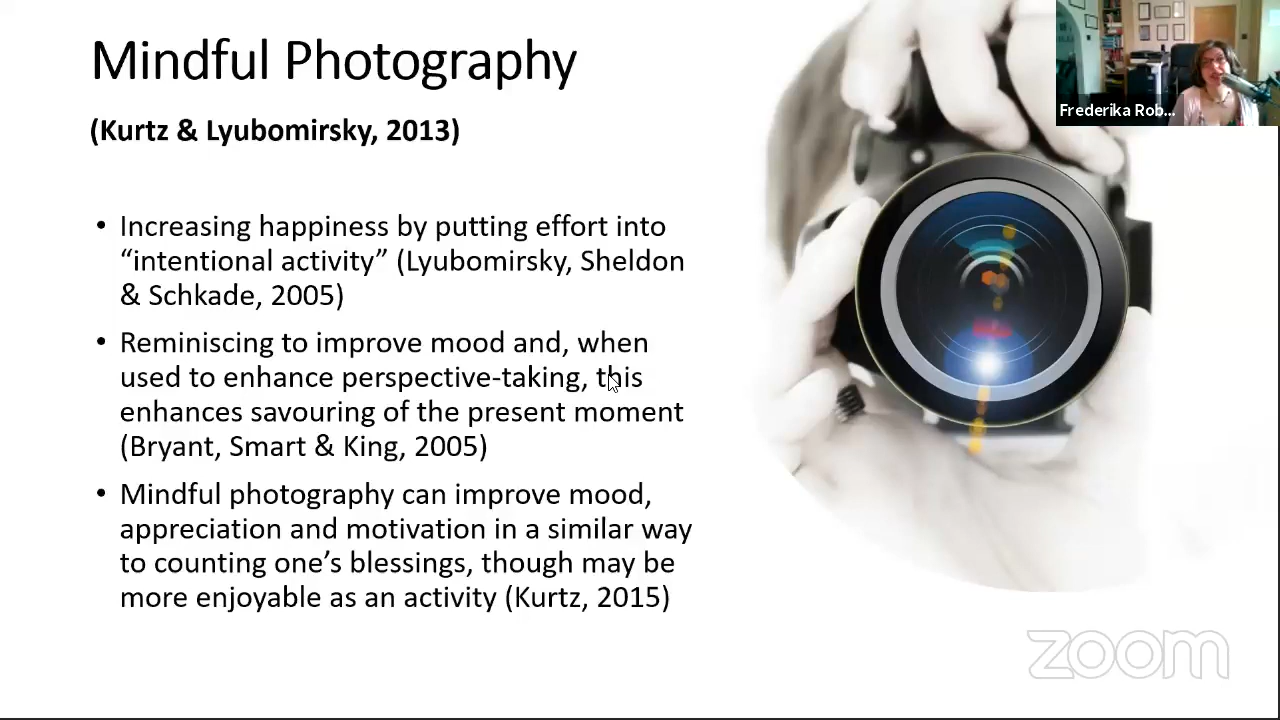 Mindful Photography
(Kurtz & Lyubomirsky, 2013)
• Increasing happiness by putting effort into
“intentional activity” (Lyubomirsky, Sheldon
& Schkade, 2005)
• Reminiscing to improve mood and, when
used to enhance perspective-taking, this
enhances savouring of the present moment
(Bryant, Smart & King, 2005)
• Mindful photography can improve mood,
appreciation and motivation in a similar way
to counting one’s blessings, though may be
more enjoyable as an activity (Kurtz, 2015)
Frederika Rob...
zoom